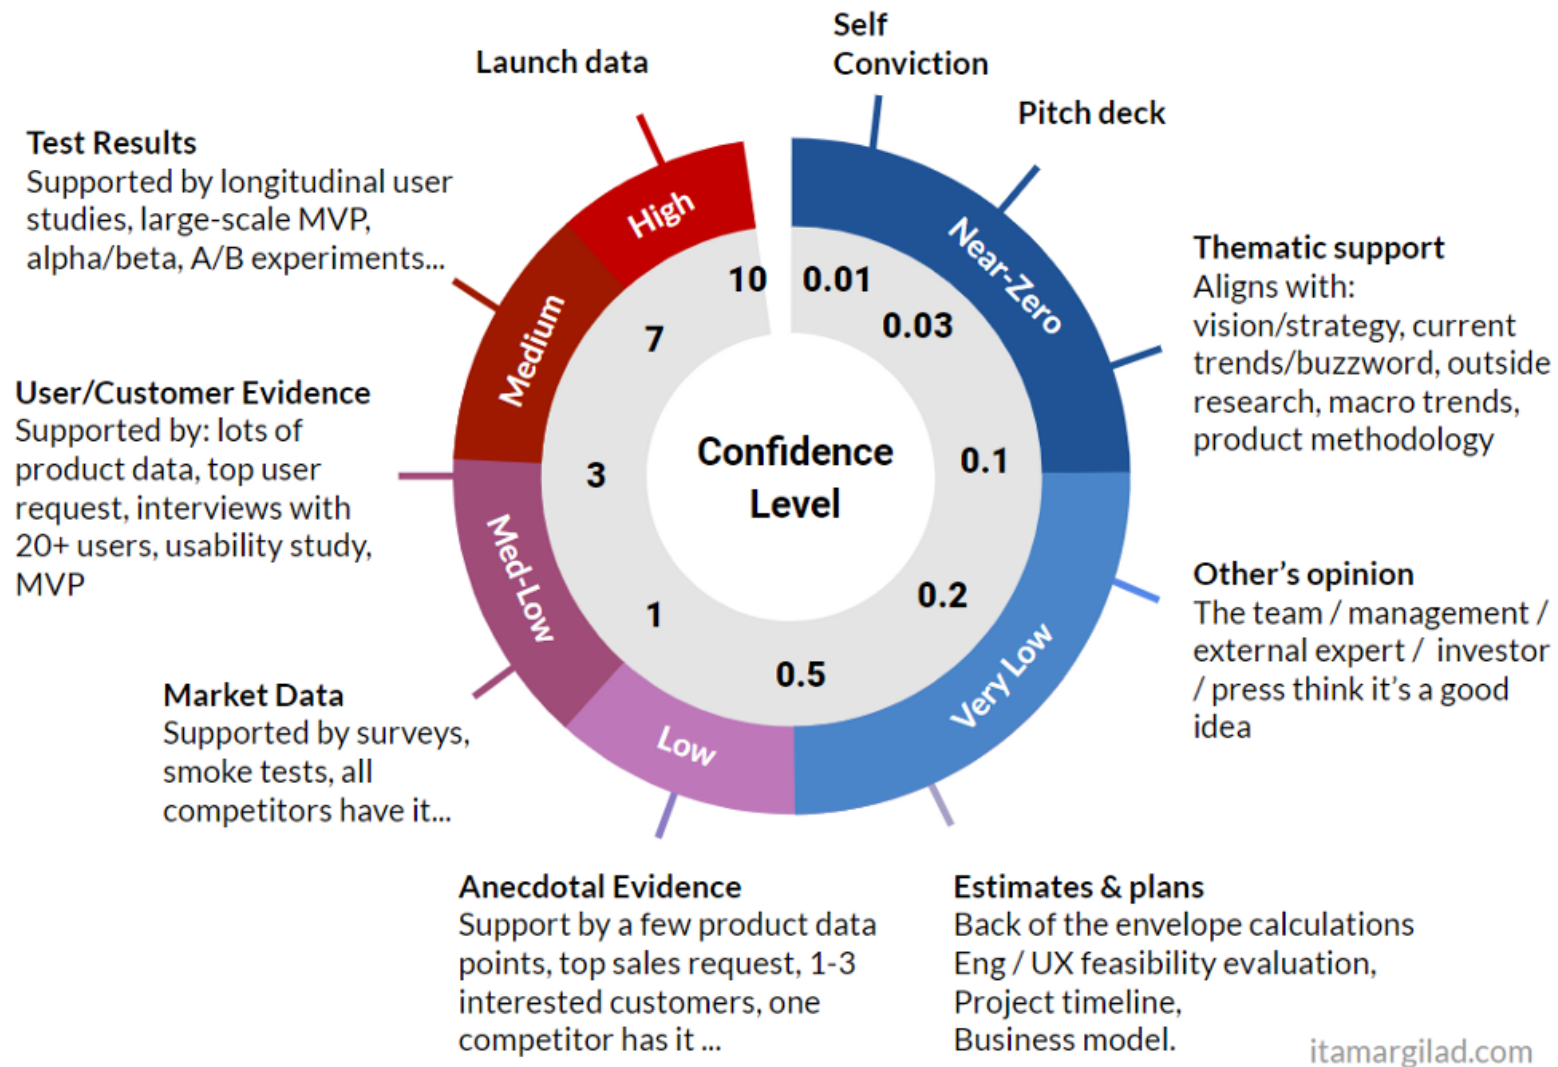 Self
Conviction
Launch data
Pitch deck
Test Results
Supported by longitudinal user
studies, large-scale MVP,
alpha/beta, A/B experiments...
High
Near-Zero
Thematic support
Aligns with:
vision/strategy, current
trends/buzzword, outside
research, macro trends,
product methodology
10
0.01
0.03
7
Medium
User/Customer Evidence
Supported by: lots of
product data, top user
request, interviews with
20+ users, usability study,
MVP
Confidence
Level
0.1
3
Other’s opinion
The team / management /
external expert / investor
/ press think it’s a good
idea
0.2
1
0.5
Med-Low
Very Low
Low
Market Data
Supported by surveys,
smoke tests, all
competitors have it...
Anecdotal Evidence
Support by a few product data
points, top sales request, 1-3
interested customers, one
competitor has it ...
Estimates & plans
Back of the envelope calculations
Eng / UX feasibility evaluation,
Project timeline,
Business model.
itamargilad.com